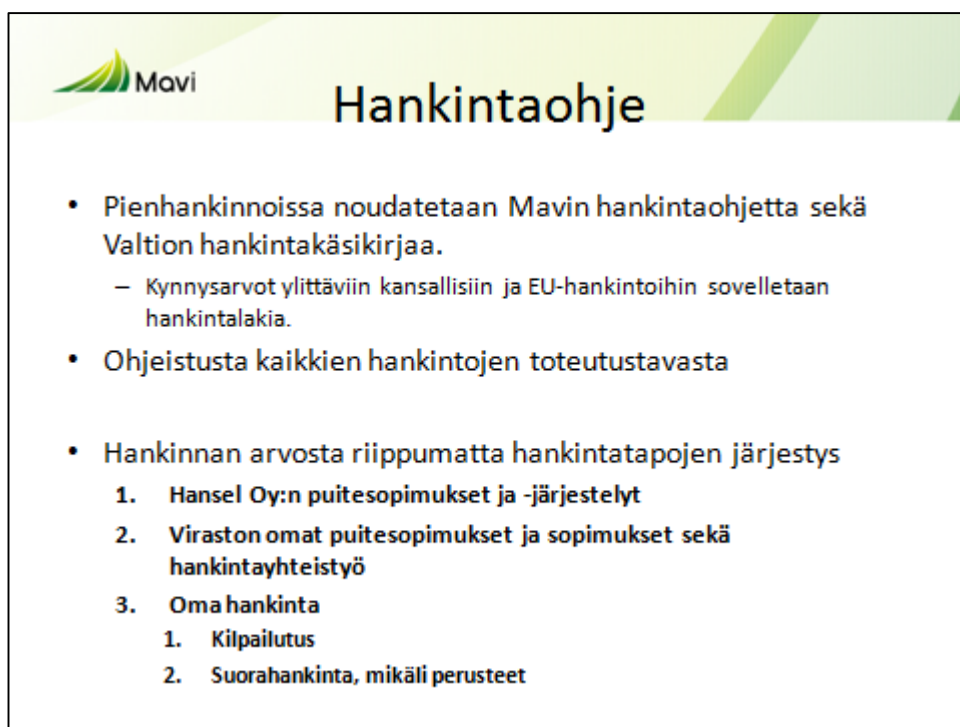 Mavi
Hankintaohje
• Pienhankinnoissa noudatetaan Mavin hankintaohjetta sekä
Valtion hankintakäsikirjaa.
– Kynnysarvot ylittäviin kansallisiin ja EU-hankintoihin sovelletaan
hankintalakia.
• Ohjeistusta kaikkien hankintojen toteutustavasta
• Hankinnan arvosta riippumatta hankintatapojen järjestys
1. Hansel Oy:n puitesopimukset ja -järjestelyt
2. Viraston omat puitesopimukset ja sopimukset sekä
hankintayhteistyö
3. Oma hankinta
1. Kilpailutus
2. Suorahankinta, mikäli perusteet